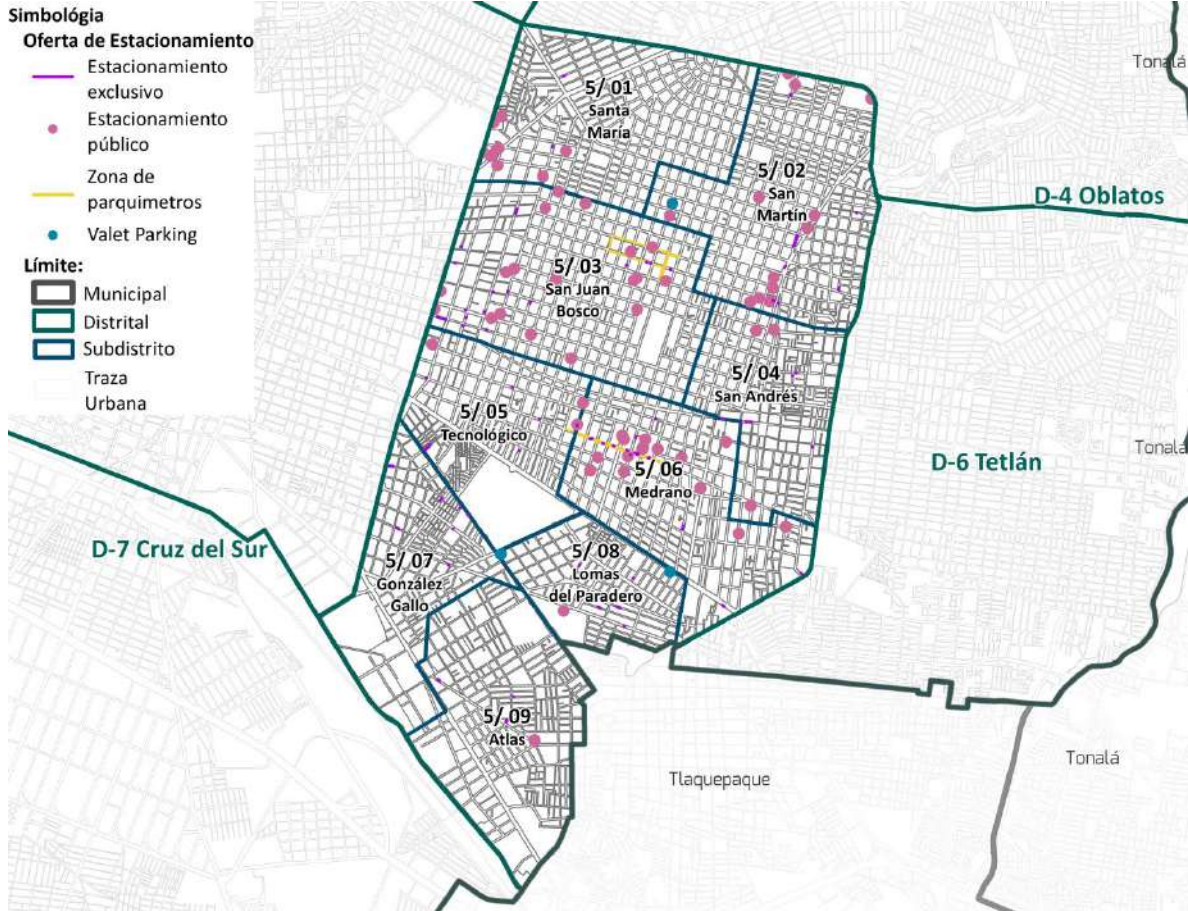 Simbología
Oferta de Estacionamiento
Estacionamiento
exclusivo
Estacionamiento
público
Zona de
parquimetros
Valet Parking
Límite:
Municipal
Distrital
Subdistrito
Traza
Urbana
Tonalá
5/ 01
Santa
María
5/ 02
San
Martín
D-4 Oblatos
5/ 03
San Juan
Bosco
5/ 04
San Andrés
5/ 05
Tecnológico
Tonalá
D-6 Tetlán
5/ 06
Medrano
D-7 Cruz del Sur
5/ 07
González
Gallo
5/ 08
Lomas
del Paradero
5/ 09
Atlas
Tlaquepaque
Tonalá